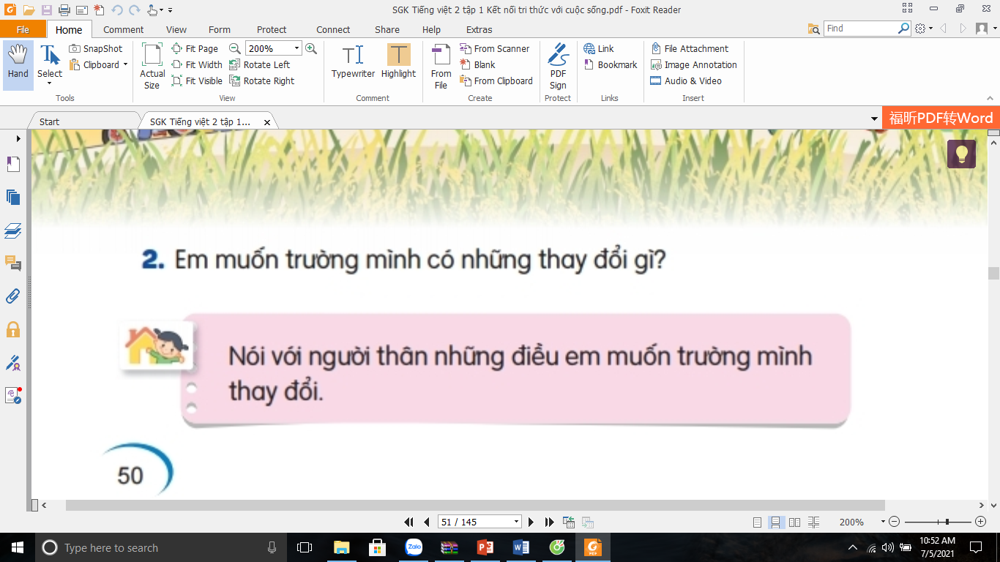 SGK Tiếng việt 2 tập 1 Kết nối tri thức với cuộc sống.pdf - Foxit Reader
File Home Comment View Form Protect Connect Share Help Extras Find
Hand
Select
SnapShot
Clipboard
Tools
Actual Size
Fit Page
Fit Width
Fit Visible
200%
Rotate Left
Rotate Right
View
Typewriter
Highlight
Comment
From File
From Scanner
Blank
From Clipboard
Create
PDF Sign
Protect
Link
Bookmark
Links
File Attachment
Image Annotation
Audio & Video
Insert
Start
SGK Tiếng việt 2 tập 1...
福昕PDF转Word
2. Em muốn trường mình có những thay đổi gì?
Nói với người thân những điều em muốn trường mình
thay đổi.
50
51 / 145
200%
Type here to search
Zalo
10:52 AM
7/5/2021